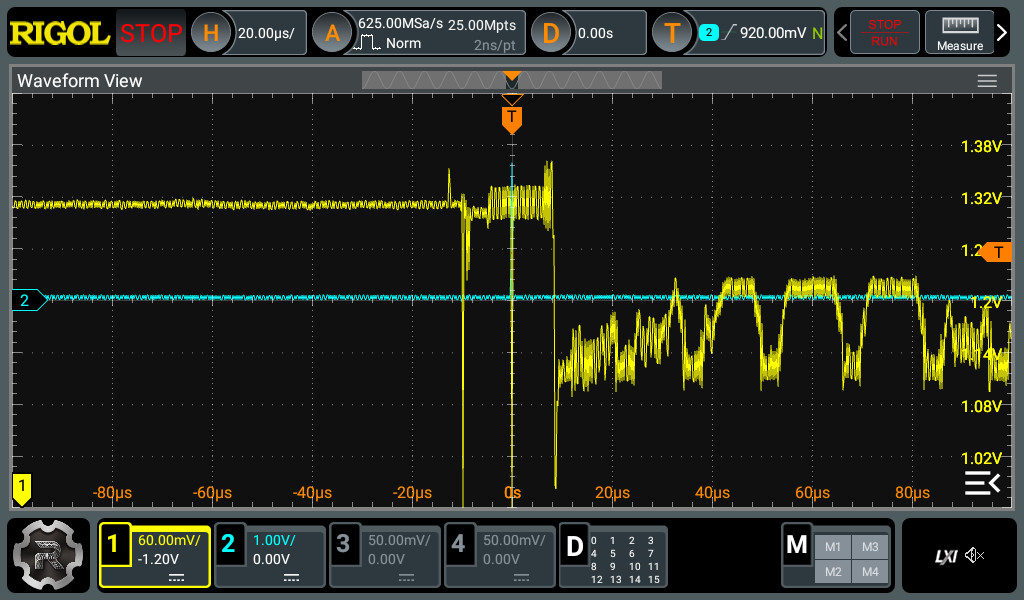 RIGOL STOP H 20.00µs/ A 625.00MSa/s 25.00Mpts Norm 2ns/pt D 0.00s T 2 920.00mV N STOP RUN Measure
Waveform View
T
1.38V
1.32V
1.2 T
2 1.2V
4V
1.08V
1.02V
1 -80µs -60µs -40µs -20µs 0s 20µs 40µs 60µs 80µs
R 1 60.00mV/ -1.20V 2 1.00V/ 0.00V 3 50.00mV/ 0.00V 4 50.00mV/ 0.00V D 0 1 2 3 M M1 M3 LXI
4 5 6 7
8 9 10 11 M2 M4
12 13 14 15